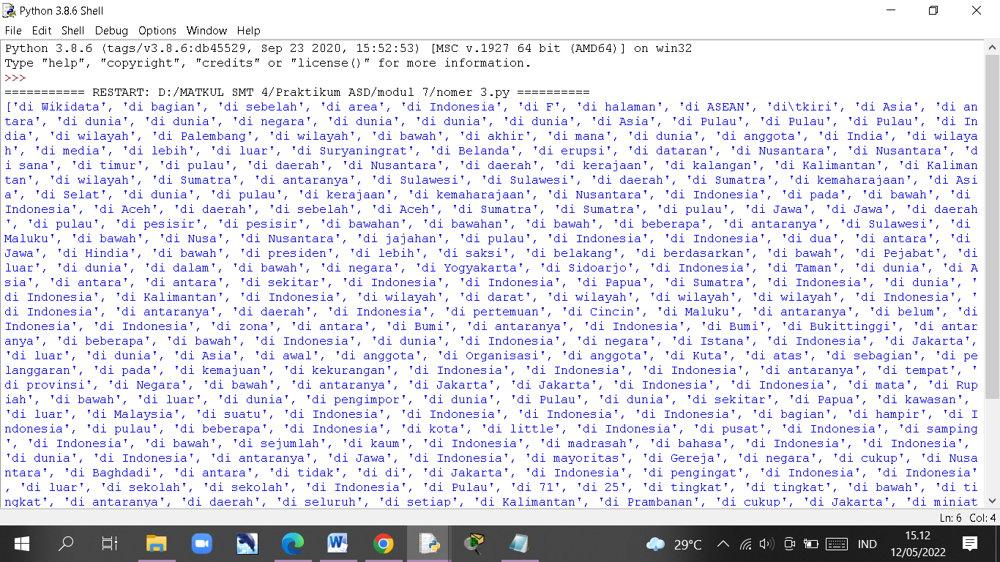 Python 3.8.6 Shell
File Edit Shell Debug Options Window Help
Python 3.8.6 (tags/v3.8.6:db45529, Sep 23 2020, 15:52:53) [MSC v.1927 64 bit (AMD64)] on win32
Type "help", "copyright", "credits" or "license()" for more information.
>>>
=========== RESTART: D:/MATKUL SMT 4/Praktikum ASD/modul 7/nomer 3.py ==========
['di Wikidata', 'di bagian', 'di sebelah', 'di area', 'di Indonesia', 'di F', 'di halaman', 'di ASEAN', 'di\tkiri', 'di Asia', 'di an
tara', 'di dunia', 'di dunia', 'di negara', 'di dunia', 'di dunia', 'di dunia', 'di Asia', 'di Pulau', 'di Pulau', 'di Pulau', 'di In
dia', 'di wilayah', 'di Palembang', 'di wilayah', 'di bawah', 'di akhir', 'di mana', 'di dunia', 'di anggota', 'di India', 'di wilaya
h', 'di media', 'di lebih', 'di luar', 'di Suryaningrat', 'di Belanda', 'di erupsi', 'di dataran', 'di Nusantara', 'di Nusantara', 'd
i sana', 'di timur', 'di pulau', 'di daerah', 'di Nusantara', 'di daerah', 'di kerajaan', 'di kalangan', 'di Kalimantan', 'di Kaliman
tan', 'di wilayah', 'di Sumatra', 'di antaranya', 'di Sulawesi', 'di Sulawesi', 'di daerah', 'di Sumatra', 'di kemaharajaan', 'di Asi
a', 'di Selat', 'di dunia', 'di pulau', 'di kerajaan', 'di kemaharajaan', 'di Nusantara', 'di Indonesia', 'di pada', 'di bawah', 'di
Indonesia', 'di Aceh', 'di daerah', 'di sebelah', 'di Aceh', 'di Sumatra', 'di Sumatra', 'di pulau', 'di Jawa', 'di Jawa', 'di daerah'
, 'di pulau', 'di pesisir', 'di pesisir', 'di bawahan', 'di bawahan', 'di bawah', 'di beberapa', 'di antaranya', 'di Sulawesi', 'di
Maluku', 'di bawah', 'di Nusa', 'di Nusantara', 'di jajahan', 'di pulau', 'di Indonesia', 'di Indonesia', 'di dua', 'di antara', 'di
Jawa', 'di Hindia', 'di bawah', 'di presiden', 'di lebih', 'di saksi', 'di belakang', 'di berdasarkan', 'di bawah', 'di Pejabat', 'di
luar', 'di dunia', 'di dalam', 'di bawah', 'di negara', 'di Yogyakarta', 'di Sidoarjo', 'di Indonesia', 'di Taman', 'di dunia', 'di A
sia', 'di antara', 'di antara', 'di sekitar', 'di Indonesia', 'di Indonesia', 'di Papua', 'di Sumatra', 'di Indonesia', 'di dunia', '
di Indonesia', 'di Kalimantan', 'di Indonesia', 'di wilayah', 'di darat', 'di wilayah', 'di wilayah', 'di wilayah', 'di Indonesia', '
di Indonesia', 'di antaranya', 'di daerah', 'di Indonesia', 'di pertemuan', 'di Cincin', 'di Maluku', 'di antaranya', 'di belum', 'di
Indonesia', 'di Indonesia', 'di zona', 'di antara', 'di Bumi', 'di antaranya', 'di Indonesia', 'di Bumi', 'di Bukittinggi', 'di antar
anya', 'di beberapa', 'di bawah', 'di Indonesia', 'di dunia', 'di Indonesia', 'di negara', 'di Istana', 'di Indonesia', 'di Jakarta',
'di luar', 'di dunia', 'di Asia', 'di awal', 'di anggota', 'di Organisasi', 'di anggota', 'di Kuta', 'di atas', 'di sebagian', 'di pe
langgaran', 'di pada', 'di kemajuan', 'di kekurangan', 'di Indonesia', 'di Indonesia', 'di Indonesia', 'di antaranya', 'di tempat', '
di provinsi', 'di Negara', 'di bawah', 'di antaranya', 'di Jakarta', 'di Jakarta', 'di Indonesia', 'di Indonesia', 'di mata', 'di Rup
iah', 'di bawah', 'di luar', 'di dunia', 'di pengimpor', 'di dunia', 'di Pulau', 'di dunia', 'di sekitar', 'di Papua', 'di kawasan',
'di luar', 'di Malaysia', 'di suatu', 'di Indonesia', 'di Indonesia', 'di Indonesia', 'di Indonesia', 'di bagian', 'di hampir', 'di I
ndonesia', 'di pulau', 'di beberapa', 'di Indonesia', 'di kota', 'di little', 'di Indonesia', 'di pusat', 'di Indonesia', 'di samping
', 'di Indonesia', 'di bawah', 'di sejumlah', 'di kaum', 'di Indonesia', 'di madrasah', 'di bahasa', 'di Indonesia', 'di Indonesia',
'di dunia', 'di Indonesia', 'di antaranya', 'di Jawa', 'di Indonesia', 'di mayoritas', 'di Gereja', 'di negara', 'di cukup', 'di Nusa
ntara', 'di Baghdadi', 'di antara', 'di tidak', 'di di', 'di Jakarta', 'di Indonesia', 'di pengingat', 'di Indonesia', 'di Indonesia'
, 'di luar', 'di sekolah', 'di sekolah', 'di Indonesia', 'di Pulau', 'di 71', 'di 25', 'di tingkat', 'di tingkat', 'di bawah', 'di ti
ngkat', 'di antaranya', 'di daerah', 'di seluruh', 'di setiap', 'di Kalimantan', 'di Prambanan', 'di cukup', 'di Jakarta', 'di miniat
Ln: 6 Col: 4
29°C
IND
15.12
12/05/2022